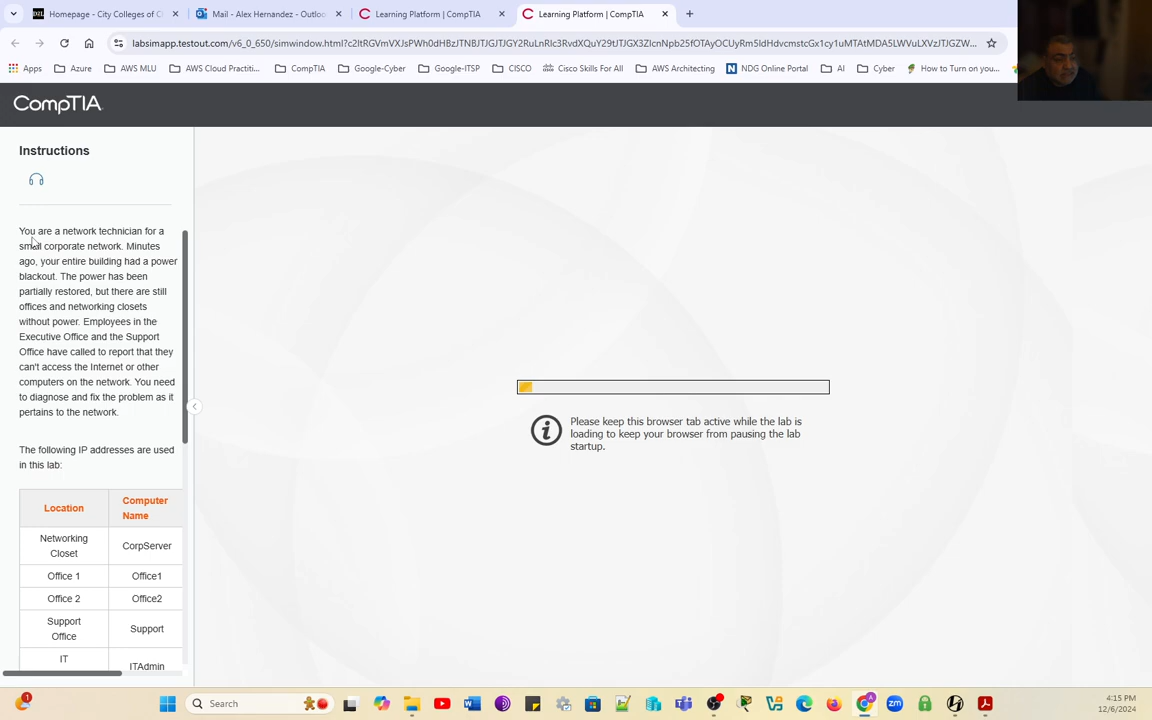 Homepage - City Colleges of C
Mail - Alex Hernandez - Outloo
Learning Platform | CompTIA
Learning Platform | CompTIA
Apps
Azure
AWS MLU
AWS Cloud Practiti...
CompTIA
Google-Cyber
Google-ITSP
CISCO
Cisco Skills For All
AWS Architecting
NDG Online Portal
AI
Cyber
How to Turn on you...
CompTIA.
Instructions
You are a network technician for a
small corporate network. Minutes
ago, your entire building had a power
blackout. The power has been
partially restored, but there are still
offices and networking closets
without power. Employees in the
Executive Office and the Support
Office have called to report that they
can't access the Internet or other
computers on the network. You need
to diagnose and fix the problem as it
pertains to the network.
The following IP addresses are used
in this lab:
Location
Computer
Name
Networking
Closet
CorpServer
Office 1
Office1
Office 2
Office2
Support
Office
Support
IT
ITAdmin
Please keep this browser tab active while the lab is
loading to keep your browser from pausing the lab
startup.
Search
4:15 PM
12/6/2024